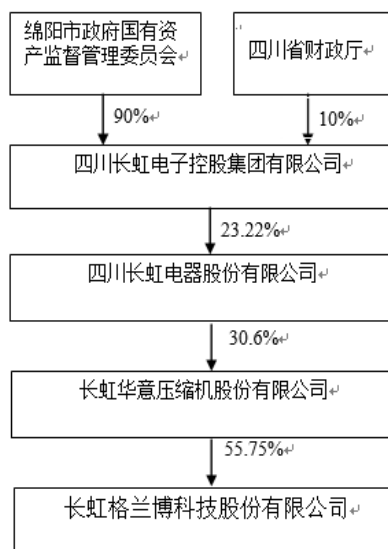 绵阳市政府国有资
产监督管理委员会
四川省财政厅
90%
10%
四川长虹电子控股集团有限公司
23.22%
四川长虹电器股份有限公司
30.6%
长虹华意压缩机股份有限公司
55.75%
长虹格兰博科技股份有限公司